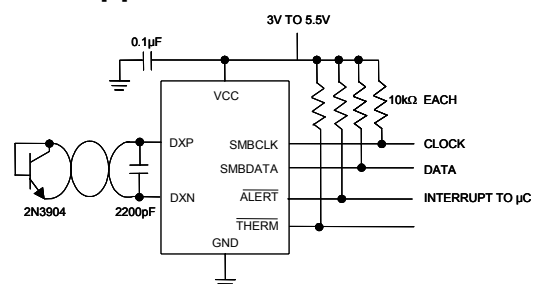 3V TO 5.5V
0.1µF
VCC
10kΩ EACH
DXP
SMBCLK
CLOCK
SMBDATA
DATA
DXN
ALERT
INTERRUPT TO µC
2N3904
2200pF
THERM
GND